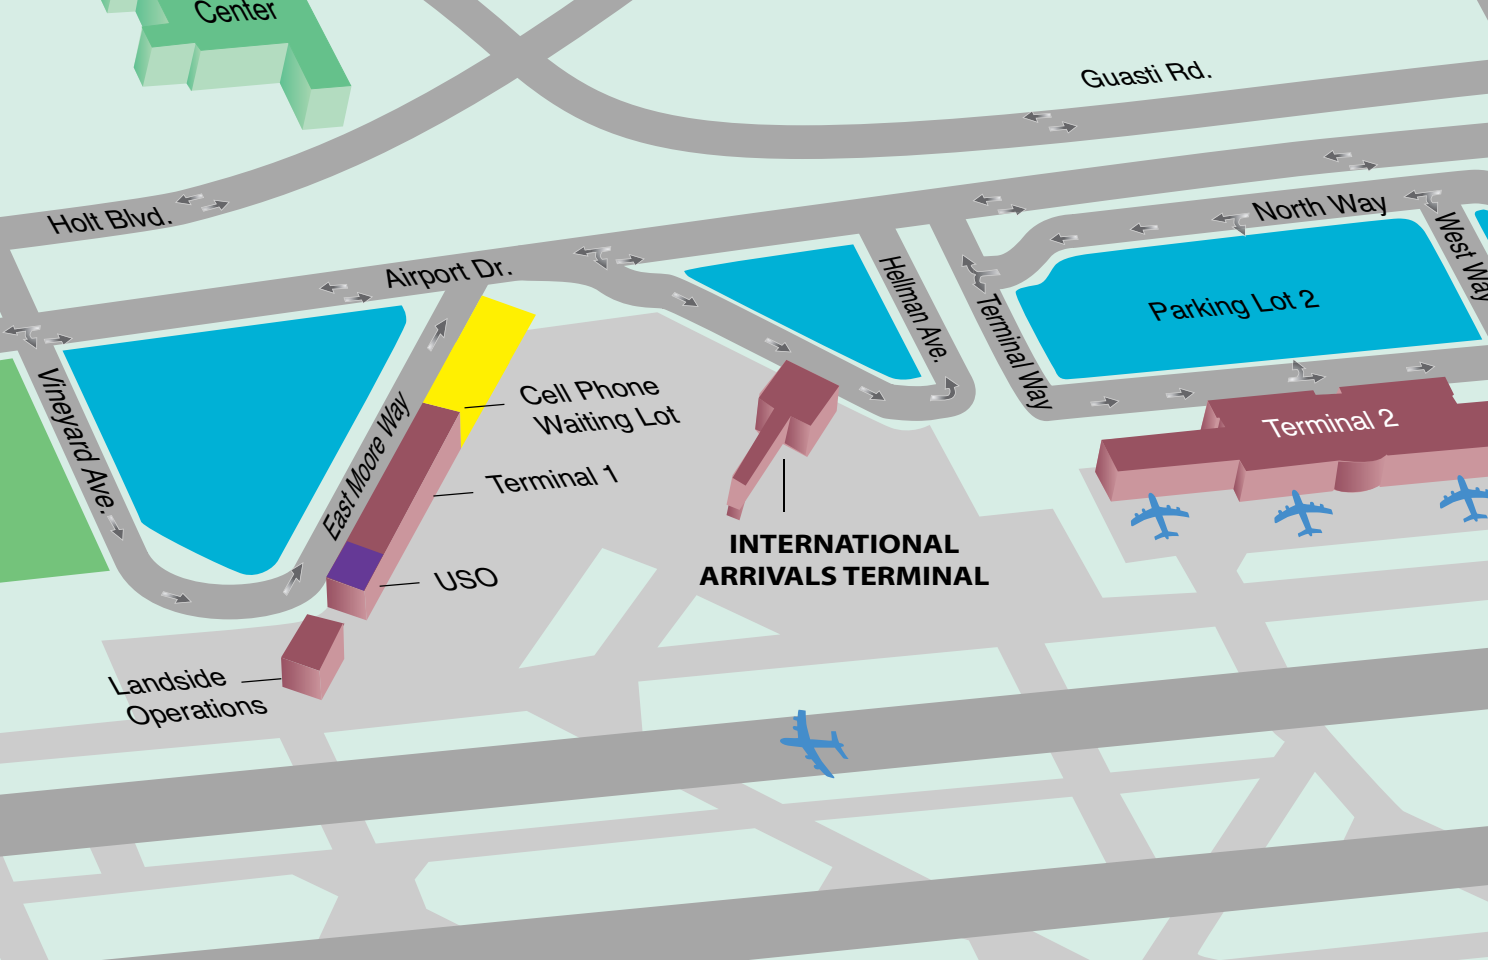 Center
Guasti Rd.
Holt Blvd.
North Way
Airport Dr.
West Way
Hellman Ave.
Terminal Way
Parking Lot 2
Vineyard Ave.
East Moore Way
Cell Phone
Waiting Lot
Terminal 2
Terminal 1
INTERNATIONAL
ARRIVALS TERMINAL
USO
Landside
Operations